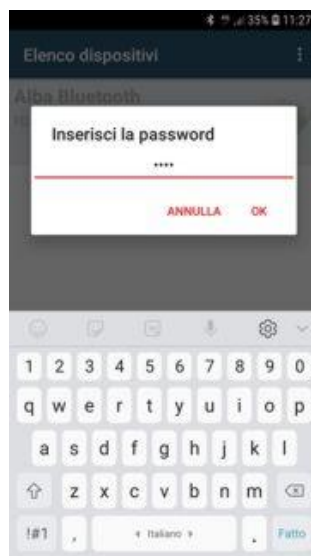 35% 11:27
Elenco dispositivi
Alba Bluetooth
Inserisci la password
····
ANNULLA OK
1 2 3 4 5 6 7 8 9 0
q w e r t y u i o p
a s d f g h j k l
z x c v b n m
!#1 , Italiano . Fatto